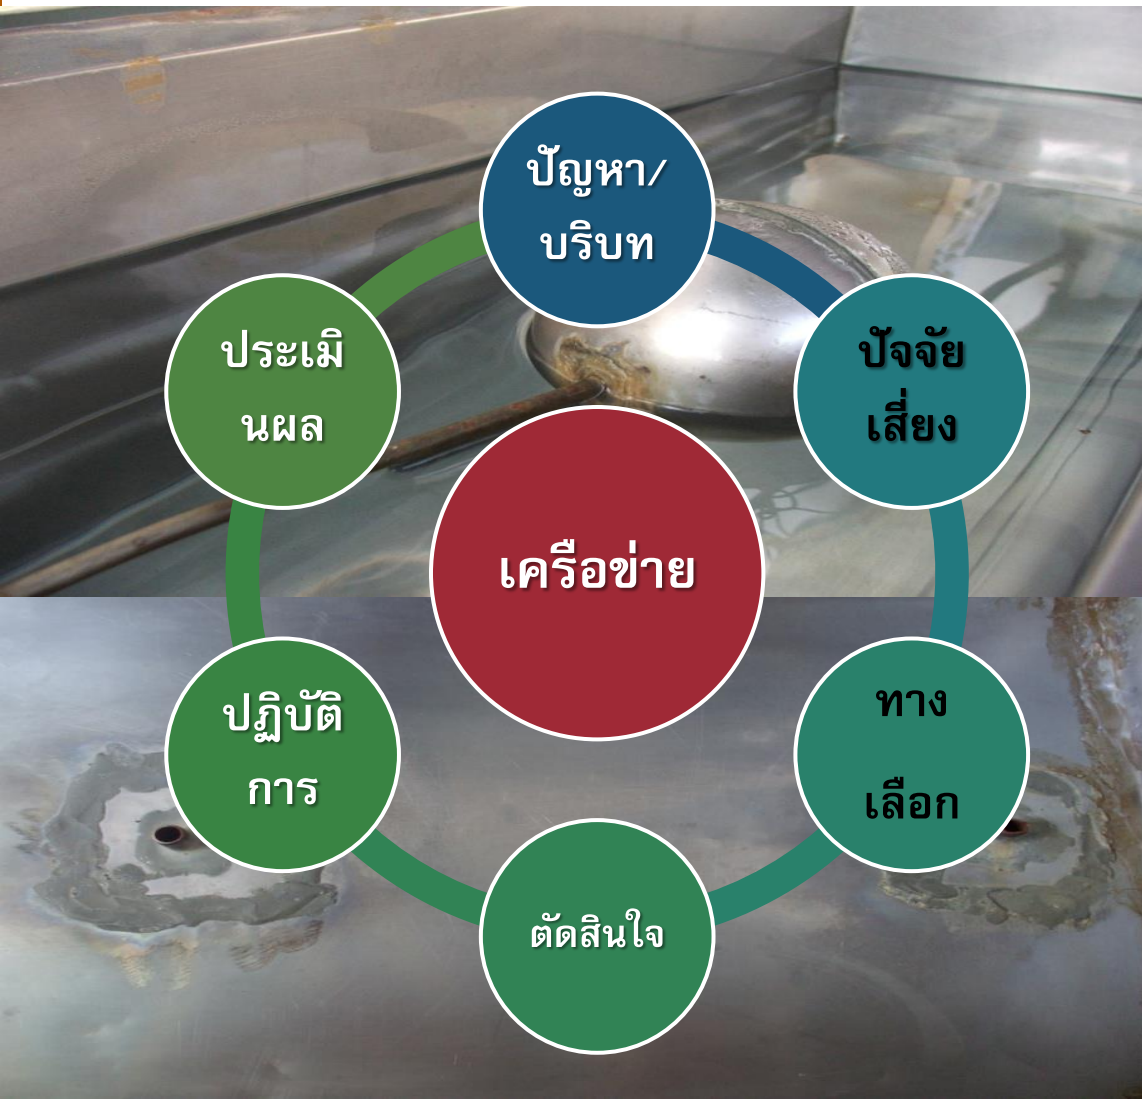 ปัญหา/
บริบท
ปัจจัย
เสี่ยง
ทาง
เลือก
ตัดสินใจ
ปฏิบัติ
การ
ประเมิ
นผล
เครือข่าย